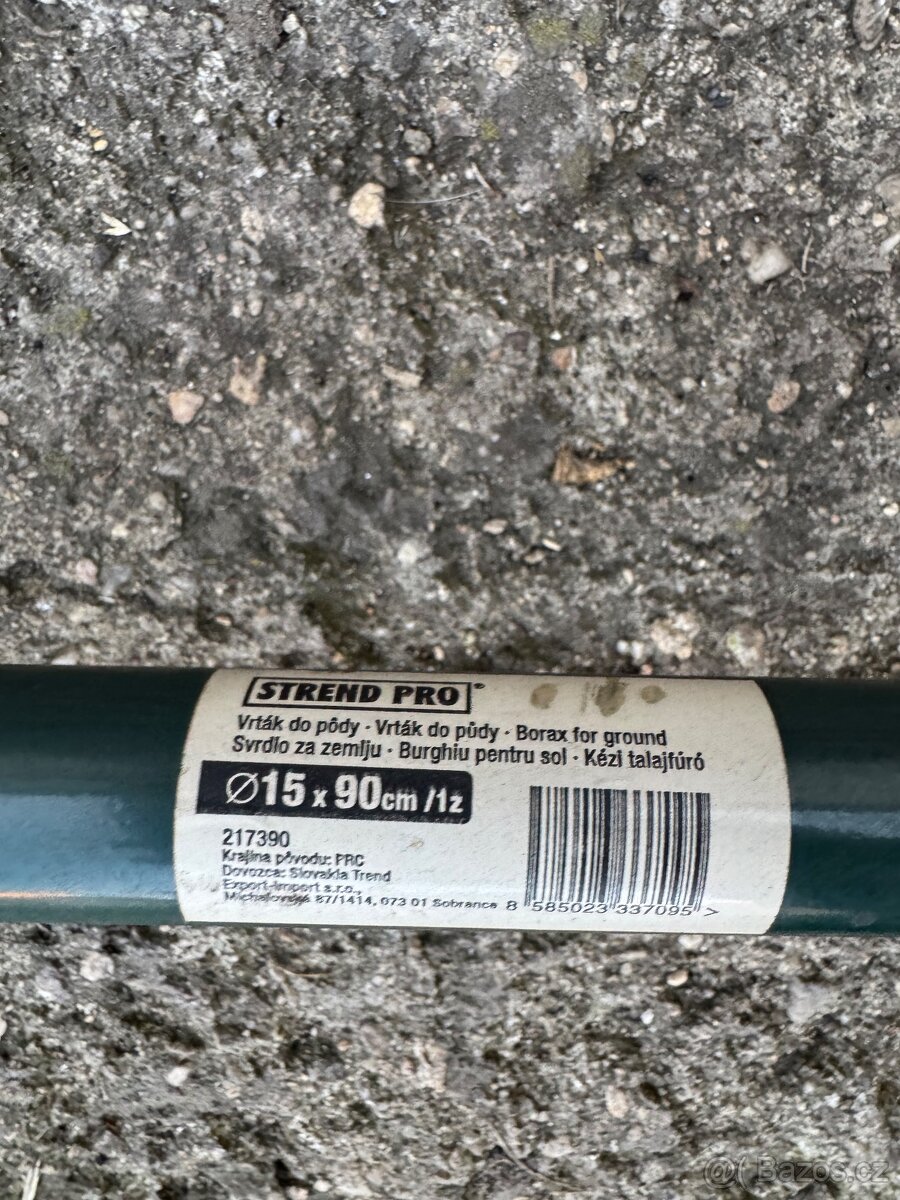 STREND PRO®
Vrták do pôdy · Vrták do půdy · Borax for ground
Svrdlo za zemlju · Burghiu pentru sol · Kézi talajfúró
Ø15 x 90cm /1z
217390
Krajina pôvodu: PRC
Dovozca: Slovakia Trend
Export-Import s.r.o.,
Michalovská 87/1414, 073 01 Sobrance
8 585023 337095 >
@( Bazos.cz